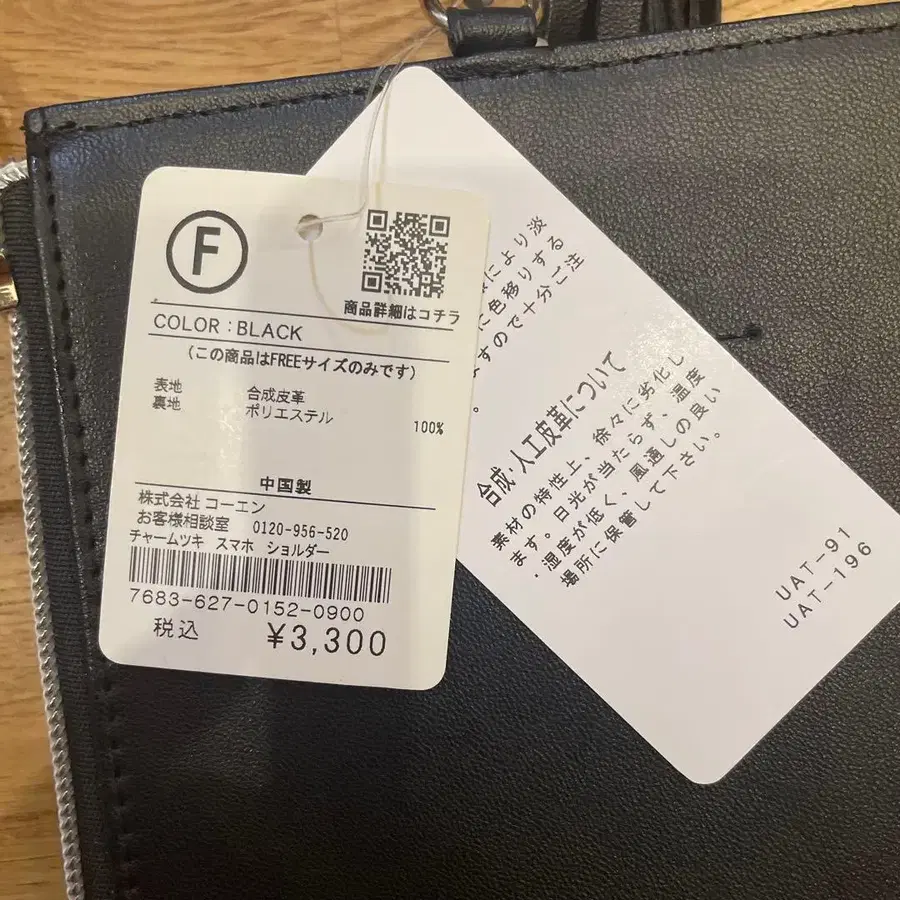 F
商品詳細はコチラ
COLOR：BLACK
(この商品はFREEサイズのみです)
表地 合成皮革
裏地 ポリエステル 100%
中国製
株式会社 コーエン
お客様相談室 0120-956-520
チャームツキ スマホ ショルダー
7683-627-0152-0900
税込 ¥3,300
により淡
に色移りする
すので十分ご注
。
合成・人工皮革について
素材の特性上、徐々に劣化し
ます。日光が当たらず、温度
・湿度が低く、風通しの良い
場所に保管して下さい。
UAT-91
UAT-196